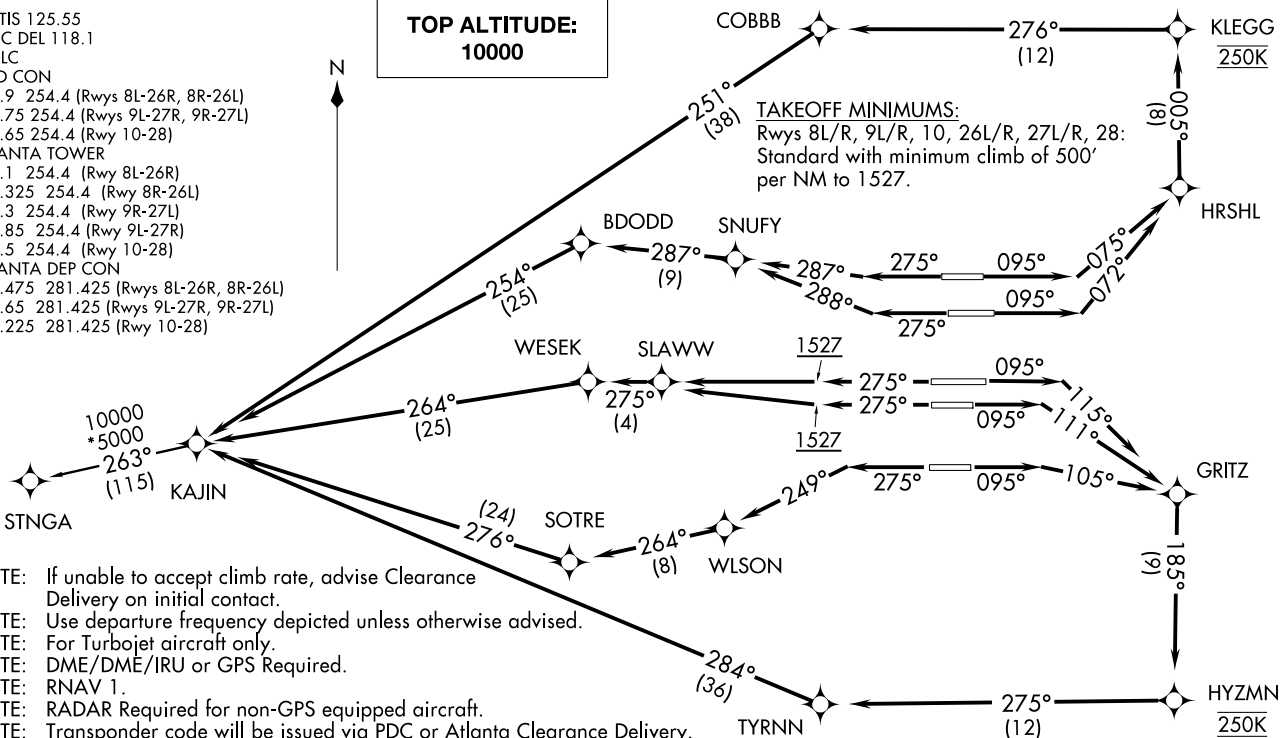 TIS 125.55
C DEL 118.1
LC
D CON
.9 254.4 (Rwys 8L-26R, 8R-26L)
.75 254.4 (Rwys 9L-27R, 9R-27L)
.65 254.4 (Rwy 10-28)
ANTA TOWER
.1 254.4 (Rwy 8L-26R)
.325 254.4 (Rwy 8R-26L)
.3 254.4 (Rwy 9R-27L)
.85 254.4 (Rwy 9L-27R)
.5 254.4 (Rwy 10-28)
ANTA DEP CON
.475 281.425 (Rwys 8L-26R, 8R-26L)
.65 281.425 (Rwys 9L-27R, 9R-27L)
.225 281.425 (Rwy 10-28)
TOP ALTITUDE:
10000
N
COBBB
276°
(12)
KLEGG
250K
251°
(38)
TAKEOFF MINIMUMS:
Rwys 8L/R, 9L/R, 10, 26L/R, 27L/R, 28:
Standard with minimum climb of 500'
per NM to 1527.
005°
(8)
HRSHL
BDODD
SNUFY
287°
(9)
287°
275°
095°
075°
288°
275°
095°
072°
254°
(25)
WESEK
SLAWW
1527
275°
095°
115°
264°
(25)
275°
(4)
275°
095°
111°
1527
10000
*5000
263°
(115)
KAJIN
STNGA
249°
275°
095°
105°
GRITZ
(24)
276°
SOTRE
264°
(8)
WLSON
185°
(9)
TE: If unable to accept climb rate, advise Clearance
Delivery on initial contact.
TE: Use departure frequency depicted unless otherwise advised.
TE: For Turbojet aircraft only.
TE: DME/DME/IRU or GPS Required.
TE: RNAV 1.
TE: RADAR Required for non-GPS equipped aircraft.
TE: Transponder code will be issued via PDC or Atlanta Clearance Delivery.
284°
(36)
TYRNN
275°
(12)
HYZMN
250K